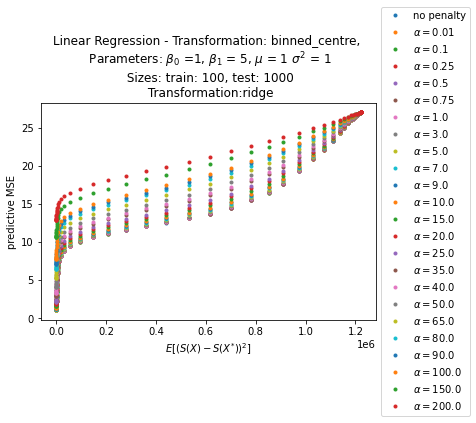 Linear Regression - Transformation: binned_centre,
Parameters: β₀ =1, β₁ = 5, μ = 1 σ² = 1
Sizes: train: 100, test: 1000
Transformation:ridge
predictive MSE
25
20
15
10
5
0
0.0 0.2 0.4 0.6 0.8 1.0 1.2
1e6
E[(S(X) − S(X*))²]
no penalty
α = 0.01
α = 0.1
α = 0.25
α = 0.5
α = 0.75
α = 1.0
α = 3.0
α = 5.0
α = 7.0
α = 9.0
α = 10.0
α = 15.0
α = 20.0
α = 25.0
α = 35.0
α = 40.0
α = 50.0
α = 65.0
α = 80.0
α = 90.0
α = 100.0
α = 150.0
α = 200.0